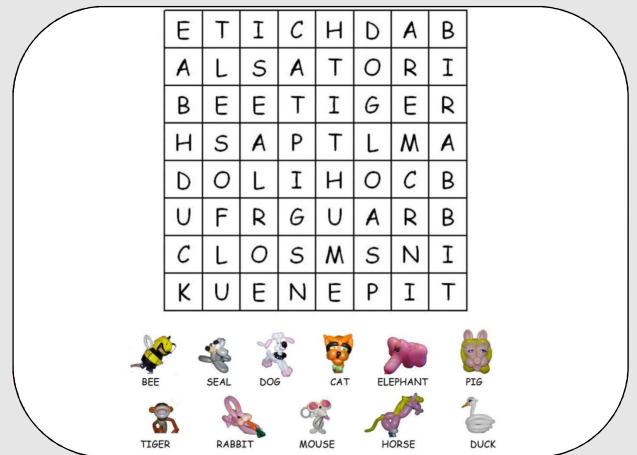 E T I C H D A B
A L S A T O R I
B E E T I G E R
H S A P T L M A
D O L I H O C B
U F R G U A R B
C L O S M S N I
K U E N E P I T
BEE SEAL DOG CAT ELEPHANT PIG
TIGER RABBIT MOUSE HORSE DUCK